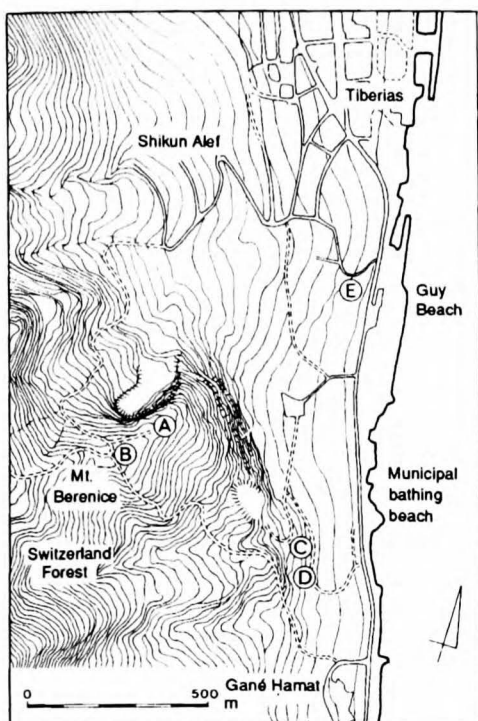 Tiberias
Shikun Alef
E
Guy
Beach
A
B
Mt.
Berenice
Municipal
bathing
beach
Switzerland
Forest
C
D
Gané Hamat
0 500
m